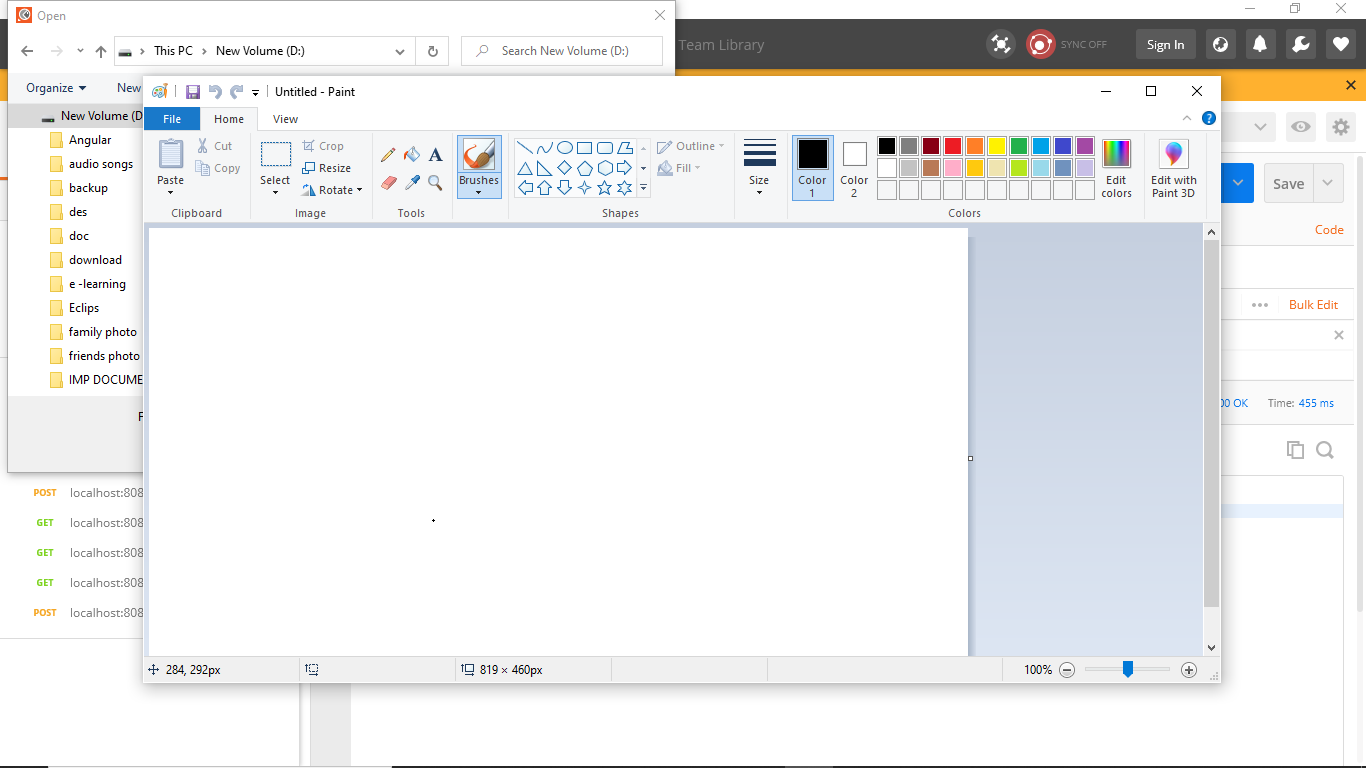 Open
Team Library
SYNC OFF
Sign In
This PC
New Volume (D:)
Search New Volume (D:)
Organize
New
Untitled - Paint
File
Home
View
New Volume (D
Angular
audio songs
backup
des
doc
download
e -learning
Eclips
family photo
friends photo
IMP DOCUME
Paste
Cut
Copy
Clipboard
Select
Crop
Resize
Rotate
Image
A
Tools
Brushes
Shapes
Outline
Fill
Size
Color
1
Color
2
Edit
colors
Colors
Edit with
Paint 3D
Save
Code
Bulk Edit
00 OK
Time: 455 ms
POST localhost:808
GET localhost:808
GET localhost:808
GET localhost:808
POST localhost:808
284, 292px
819 × 460px
100%